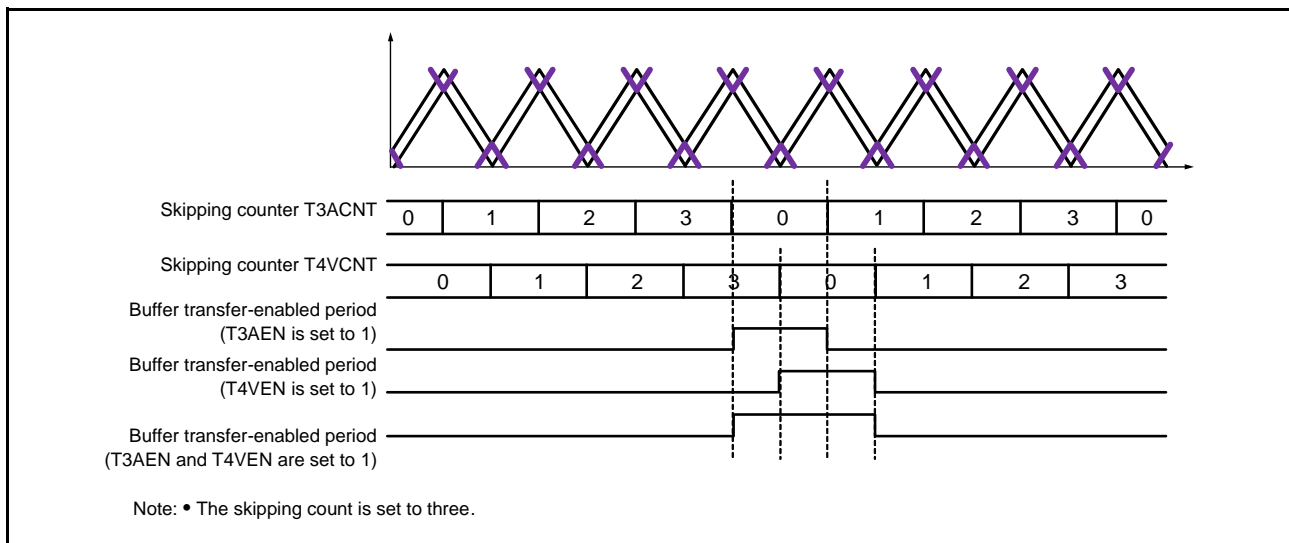 Skipping counter T3ACNT
0 1 2 3 0 1 2 3 0
Skipping counter T4VCNT
0 1 2 3 0 1 2 3
Buffer transfer-enabled period
(T3AEN is set to 1)
Buffer transfer-enabled period
(T4VEN is set to 1)
Buffer transfer-enabled period
(T3AEN and T4VEN are set to 1)
Note: • The skipping count is set to three.